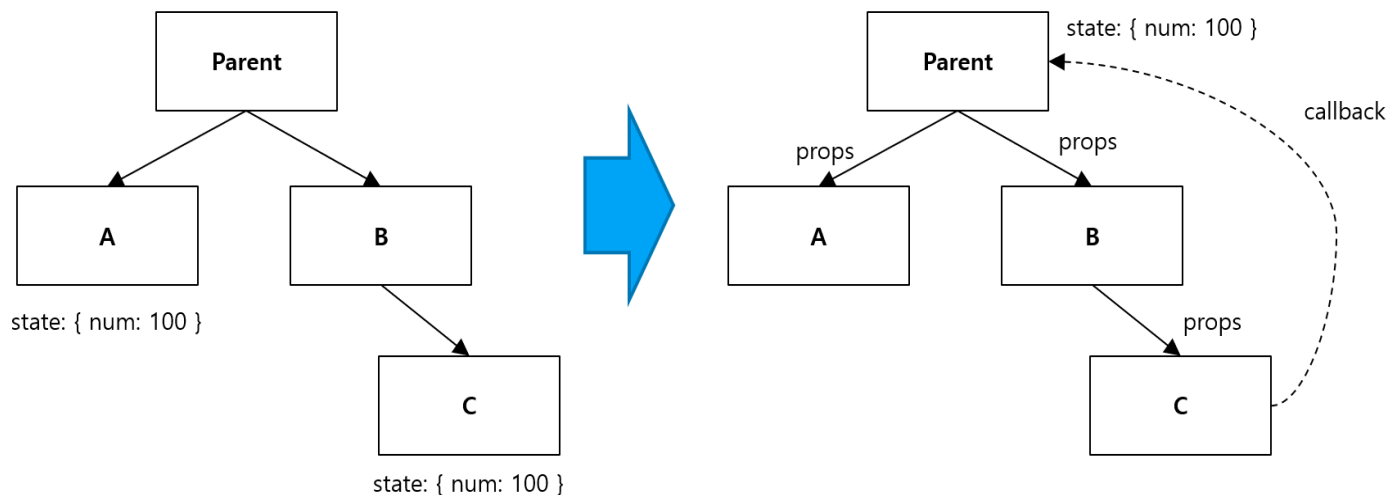 Parent
A
B
state: { num: 100 }
C
state: { num: 100 }
state: { num: 100 }
Parent
callback
props
props
A
B
props
C